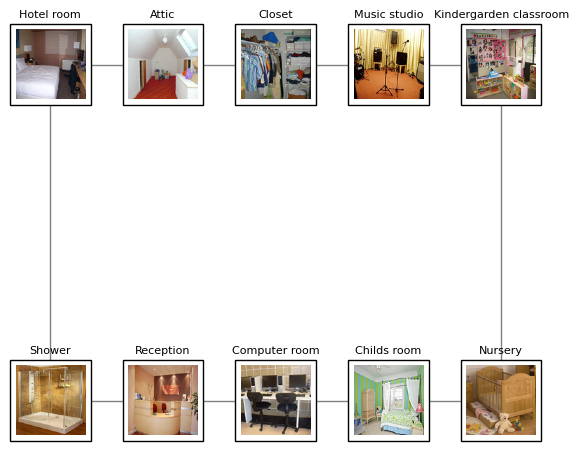 Hotel room
Attic
Closet
Music studio
Kindergarden classroom
Shower
Reception
Computer room
Childs room
Nursery